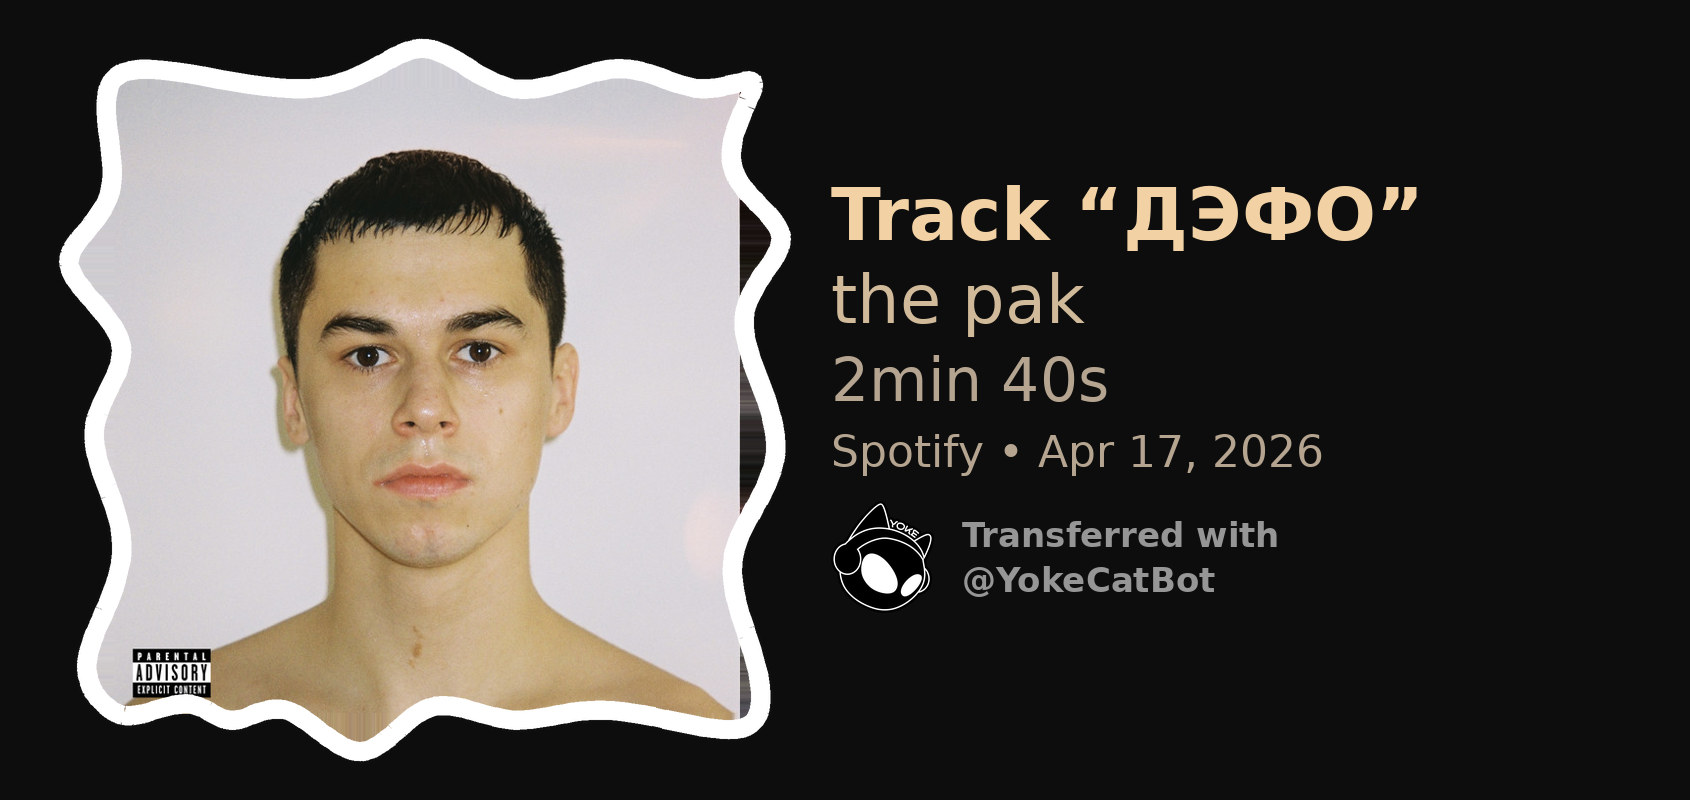 Track “ДЭФО”
the pak
2min 40s
Spotify • Apr 17, 2026
YOKE
Transferred with
@YokeCatBot
PARENTAL
ADVISORY
EXPLICIT CONTENT